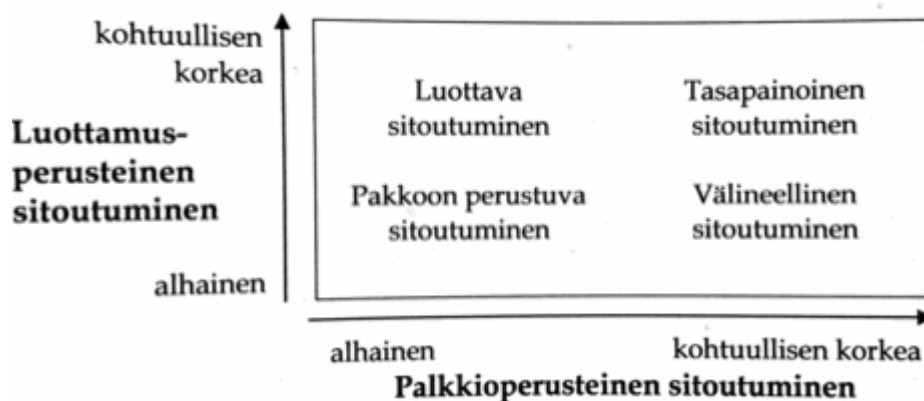 kohtuullisen
korkea
Luottamus-
perusteinen
sitoutuminen
alhainen
Luottava
sitoutuminen
Tasapainoinen
sitoutuminen
Pakkoon perustuva
sitoutuminen
Välineellinen
sitoutuminen
alhainen
kohtuullisen korkea
Palkkioperusteinen sitoutuminen